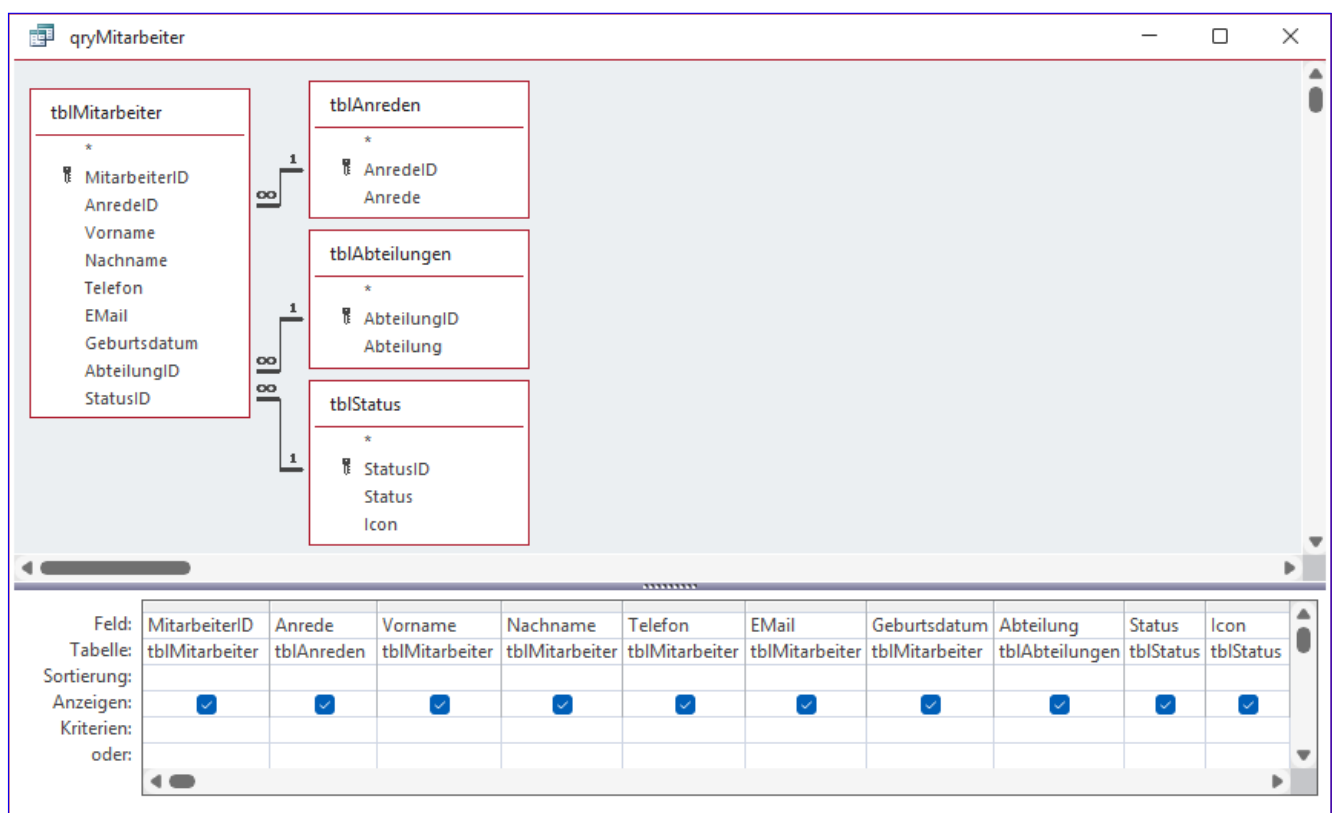 qryMitarbeiter
tblMitarbeiter
*
MitarbeiterID
AnredeID
Vorname
Nachname
Telefon
EMail
Geburtsdatum
AbteilungID
StatusID
1
∞
1
∞
∞
1
tblAnreden
*
AnredeID
Anrede
tblAbteilungen
*
AbteilungID
Abteilung
tblStatus
*
StatusID
Status
Icon
Feld: MitarbeiterID Anrede Vorname Nachname Telefon EMail Geburtsdatum Abteilung Status Icon
Tabelle: tblMitarbeiter tblAnreden tblMitarbeiter tblMitarbeiter tblMitarbeiter tblMitarbeiter tblMitarbeiter tblAbteilungen tblStatus tblStatus
Sortierung:
Anzeigen:
Kriterien:
oder: